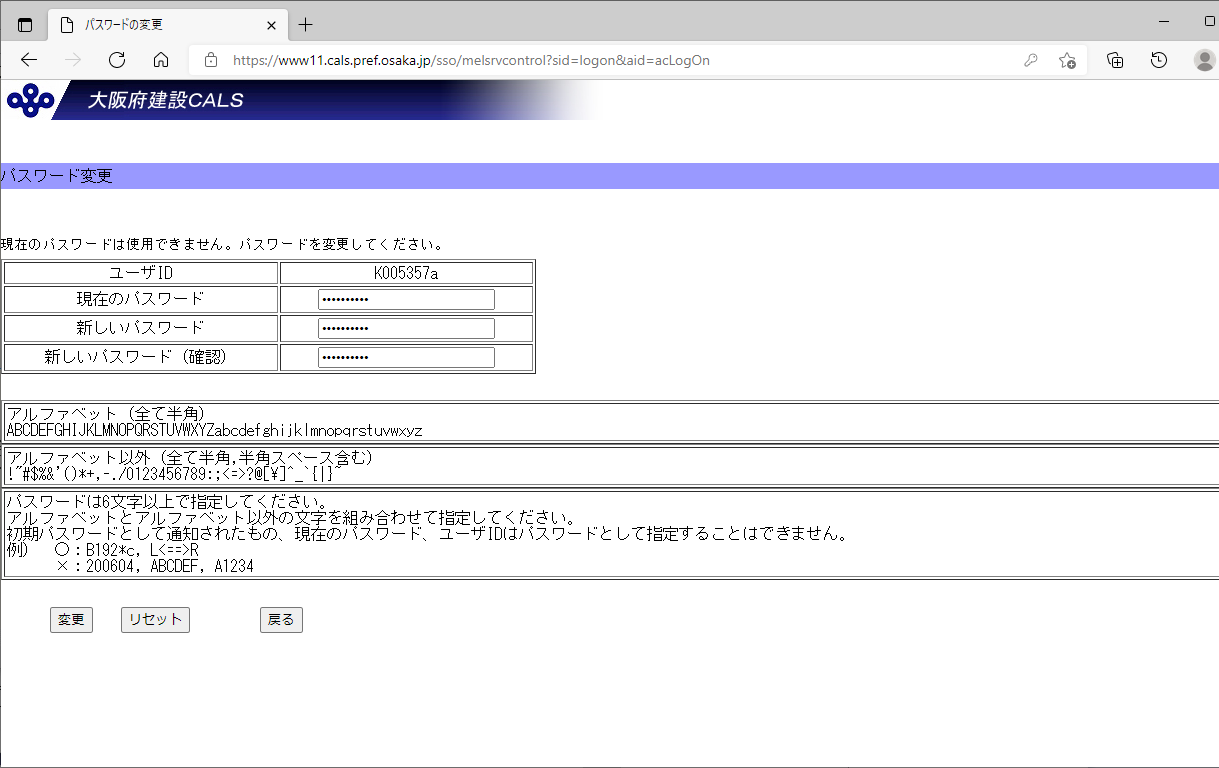 パスワードの変更
https://www11.cals.pref.osaka.jp/sso/melsrvcontrol?sid=logon&aid=acLogOn
大阪府建設CALS
パスワード変更
現在のパスワードは使用できません。パスワードを変更してください。
ユーザID K005357a
現在のパスワード ••••••••••
新しいパスワード ••••••••••
新しいパスワード（確認） ••••••••••
アルファベット（全て半角）
ABCDEFGHIJKLMNOPQRSTUVWXYZabcdefghijklmnopqrstuvwxyz
アルファベット以外（全て半角,半角スペース含む）
!"#$%&'()*+,-./0123456789:;<=>?@[¥]^_`{|}~
パスワードは6文字以上で指定してください。
アルファベットとアルファベット以外の文字を組み合わせて指定してください。
初期パスワードとして通知されたもの、現在のパスワード、ユーザIDはパスワードとして指定することはできません。
例） ○：B192*c, L<==>R
×：200604, ABCDEF, A1234
変更 リセット 戻る